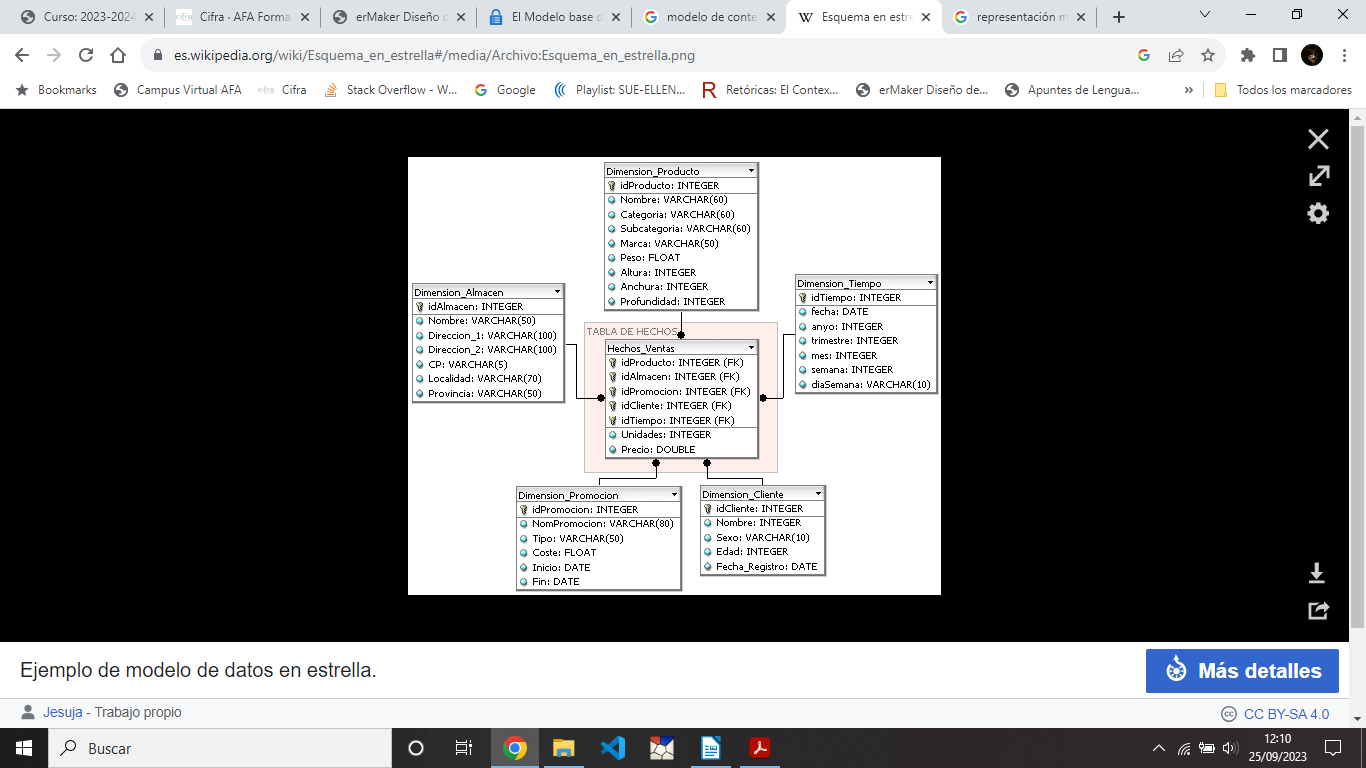 Curso: 2023-2024
Cifra - AFA Forma
erMaker Diseño d
El Modelo base d
modelo de conte
Esquema en estre
representación m
es.wikipedia.org/wiki/Esquema_en_estrella#/media/Archivo:Esquema_en_estrella.png
Bookmarks
Campus Virtual AFA
cifra
Cifra
Stack Overflow - W...
Google
Playlist: SUE-ELLEN...
Retóricas: El Contex...
erMaker Diseño de...
Apuntes de Lengua...
»
Todos los marcadores
Dimension_Producto
idProducto: INTEGER
Nombre: VARCHAR(60)
Categoria: VARCHAR(60)
Subcategoria: VARCHAR(60)
Marca: VARCHAR(50)
Peso: FLOAT
Altura: INTEGER
Anchura: INTEGER
Profundidad: INTEGER
Dimension_Almacen
idAlmacen: INTEGER
Nombre: VARCHAR(50)
Direccion_1: VARCHAR(100)
Direccion_2: VARCHAR(100)
CP: VARCHAR(5)
Localidad: VARCHAR(70)
Provincia: VARCHAR(50)
Dimension_Tiempo
idTiempo: INTEGER
fecha: DATE
anyo: INTEGER
trimestre: INTEGER
mes: INTEGER
semana: INTEGER
diaSemana: VARCHAR(10)
TABLA DE HECHOS
Hechos_Ventas
idProducto: INTEGER (FK)
idAlmacen: INTEGER (FK)
idPromocion: INTEGER (FK)
idCliente: INTEGER (FK)
idTiempo: INTEGER (FK)
Unidades: INTEGER
Precio: DOUBLE
Dimension_Promocion
idPromocion: INTEGER
NomPromocion: VARCHAR(80)
Tipo: VARCHAR(50)
Coste: FLOAT
Inicio: DATE
Fin: DATE
Dimension_Cliente
idCliente: INTEGER
Nombre: INTEGER
Sexo: VARCHAR(10)
Edad: INTEGER
Fecha_Registro: DATE
Ejemplo de modelo de datos en estrella.
Más detalles
Jesuja - Trabajo propio
CC BY-SA 4.0
Buscar
12:10
25/09/2023